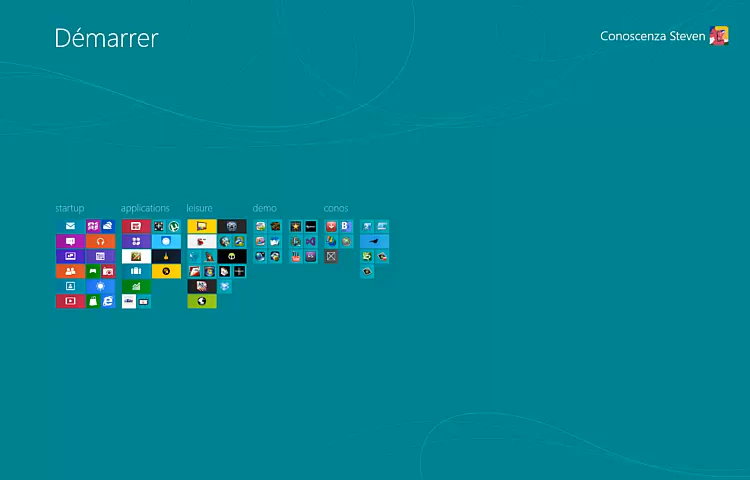 Démarrer
Conoscenza Steven
startup
applications
leisure
demo
conos